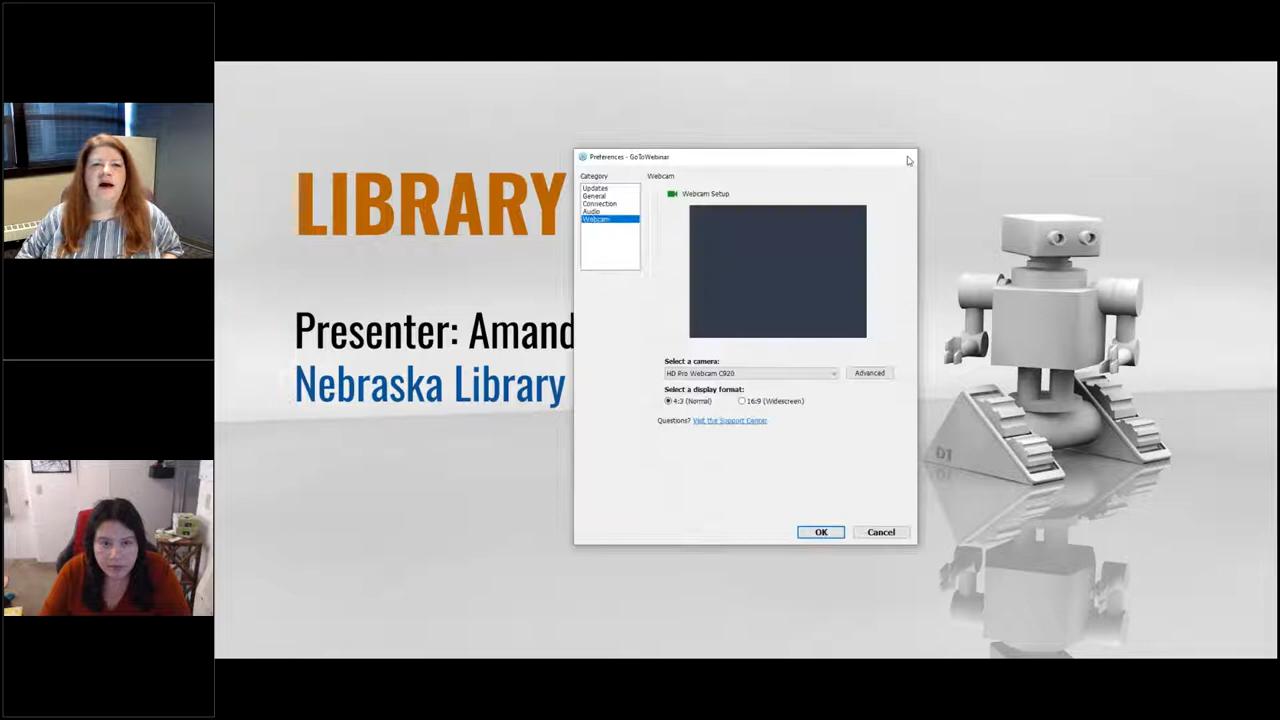 LIBRARY
Presenter: Amand
Nebraska Library
Preferences - GoToWebinar
Category
Updates
General
Connection
Audio
Webcam
Webcam
Webcam Setup
Select a camera:
HD Pro Webcam C920
Advanced
Select a display format:
4:3 (Normal)
16:9 (Widescreen)
Questions? Visit the Support Center
OK
Cancel
D1